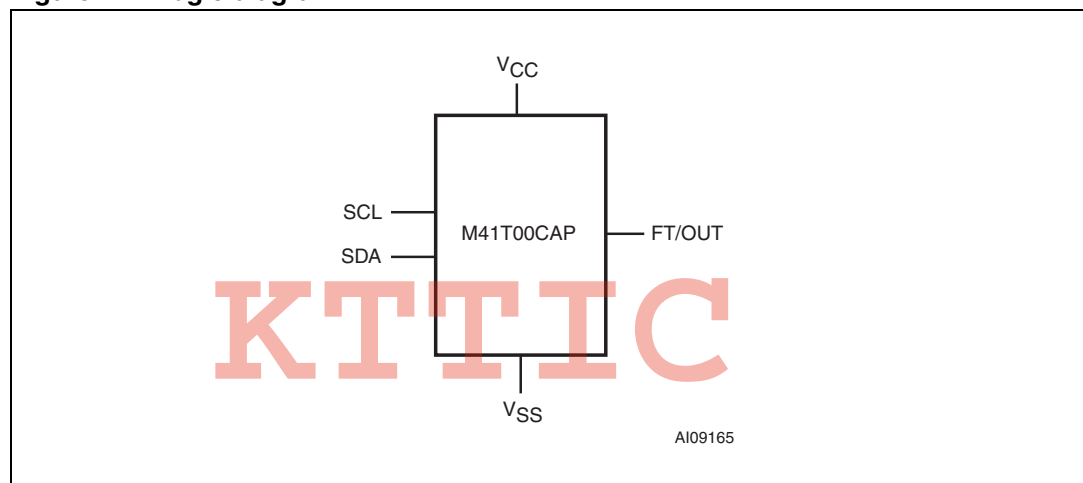 VCC
SCL
M41T00CAP
FT/OUT
SDA
KTTIC
VSS
AI09165